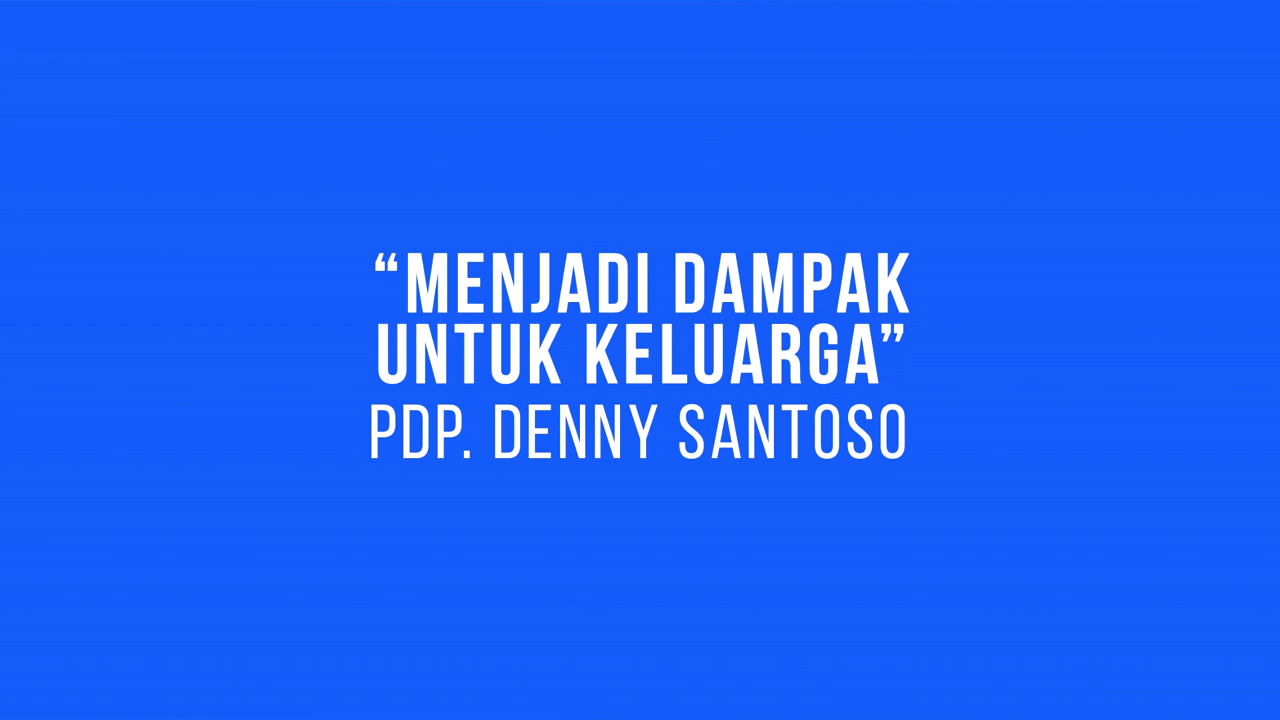 “MENJADI DAMPAK
UNTUK KELUARGA”
PDP. DENNY SANTOSO